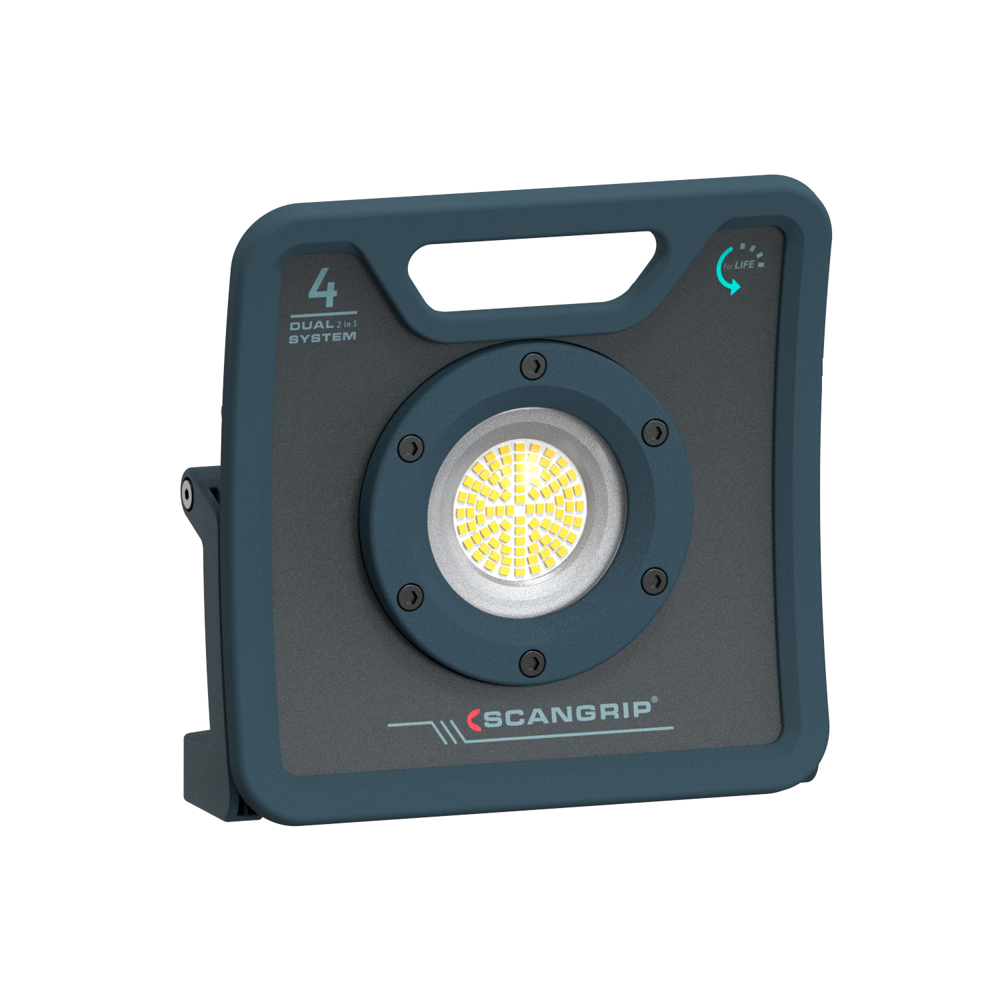 4
DUAL 2 in 1
SYSTEM
for LIFE
SCANGRIP®